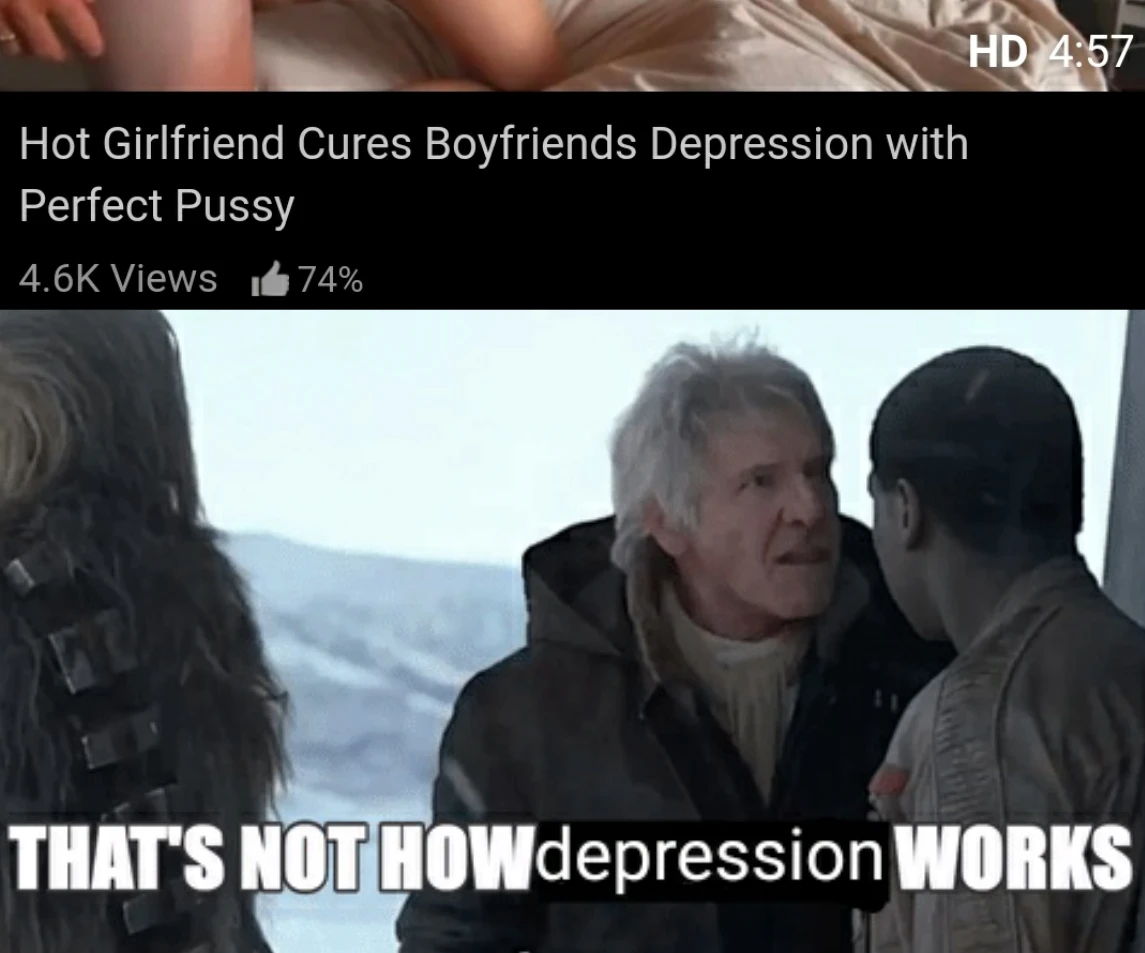 HD 4:57
Hot Girlfriend Cures Boyfriends Depression with
Perfect Pussy
4.6K Views 74%
THAT'S NOT HOW depression WORKS